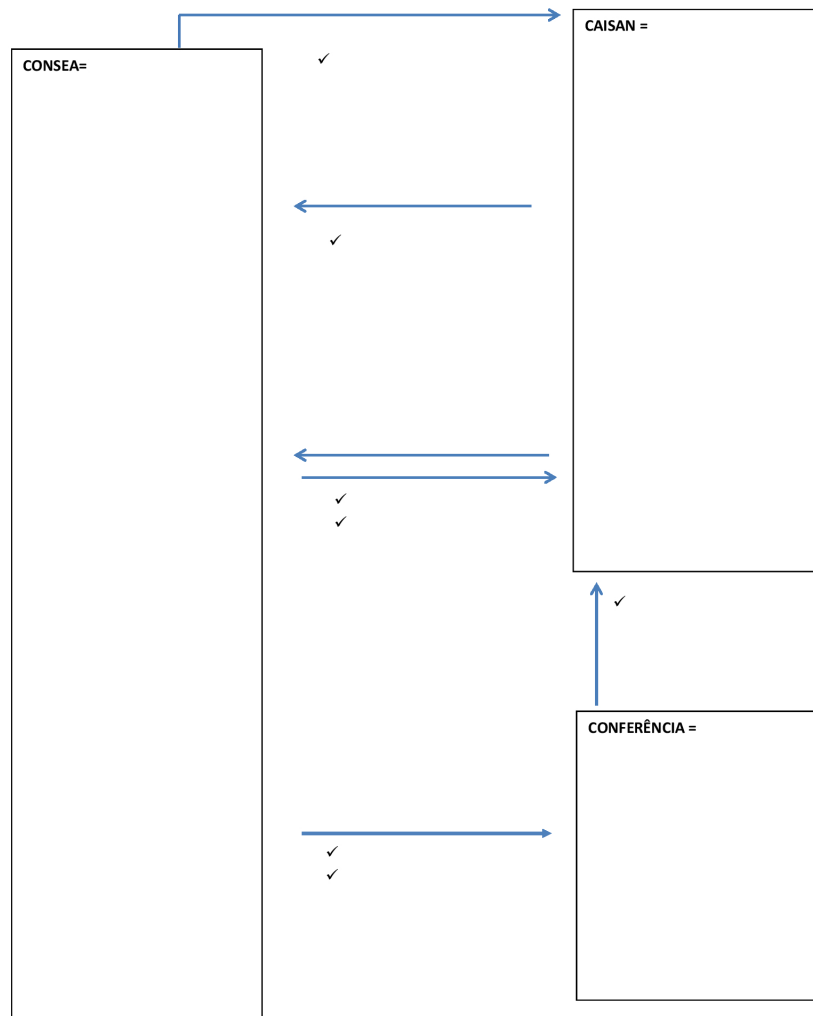 CAISAN =
CONSEA=
✓
✓
✓
✓
✓
CONFERÊNCIA =
✓
✓